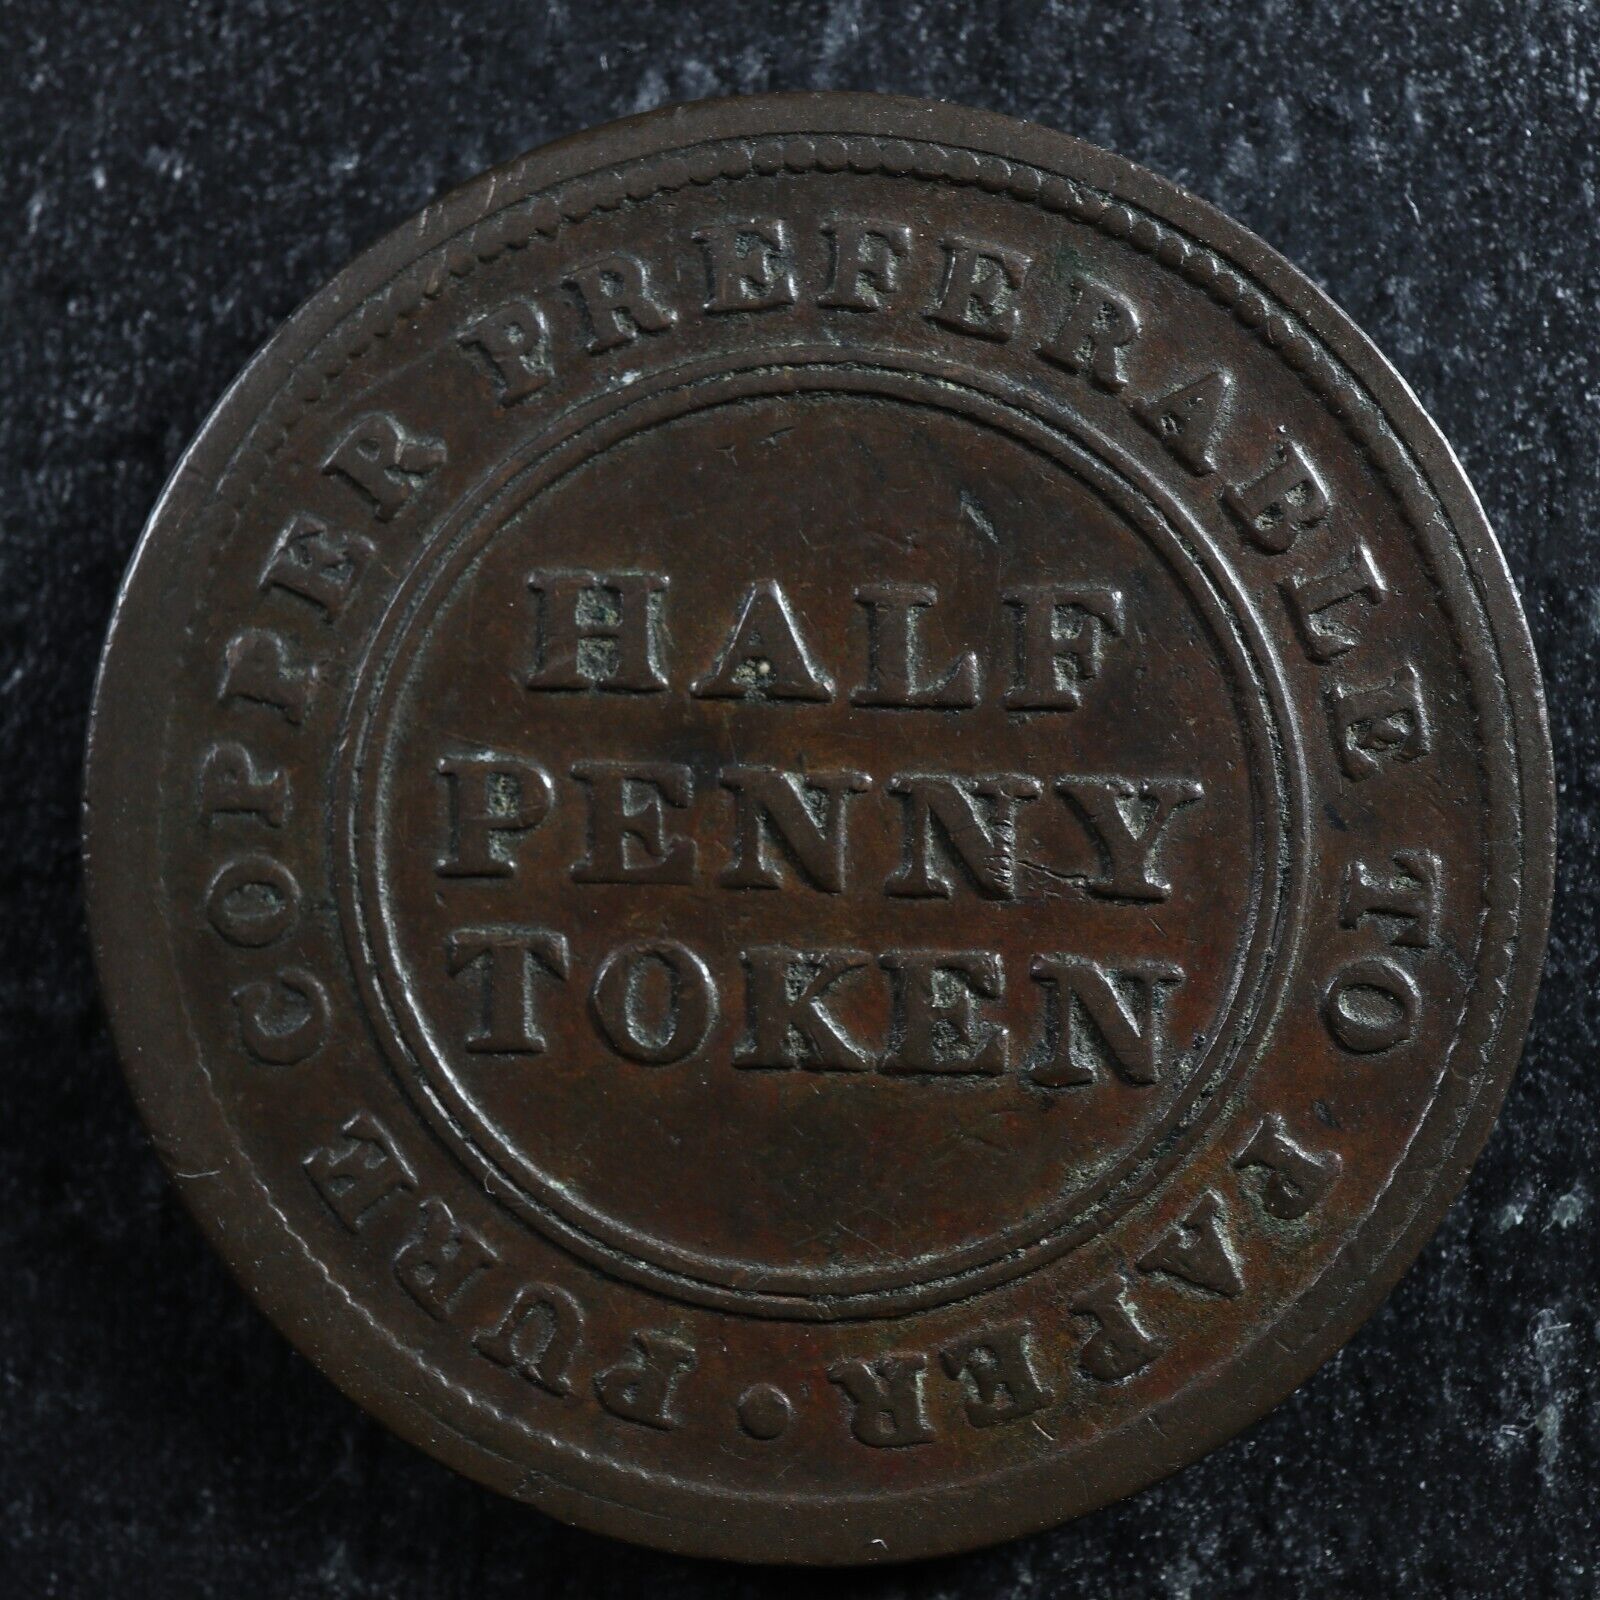 PURE COPPER PREFERABLE TO PAPER
HALF
PENNY
TOKEN